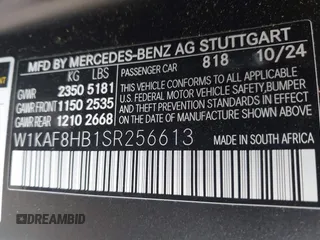 MFD BY MERCEDES-BENZ AG STUTTGART
KG LBS PASSENGER CAR 818 10/24
GVWR 2350 5181
GAWR FRONT 1150 2535
GAWR 1210 2668
THIS VEHICLE CONFORMS TO ALL
APPLICABLE U.S. FEDERAL MOTOR
VEHICLE SAFETY, BUMPER
AND THEFT PREVENTION STANDARDS
IN EFFECT ON THE DATE OF
MANUFACTURE SHOWN ABOVE
W1KAF8HB1SR256613
MADE IN SOUTH AFRICA
DREAMBID